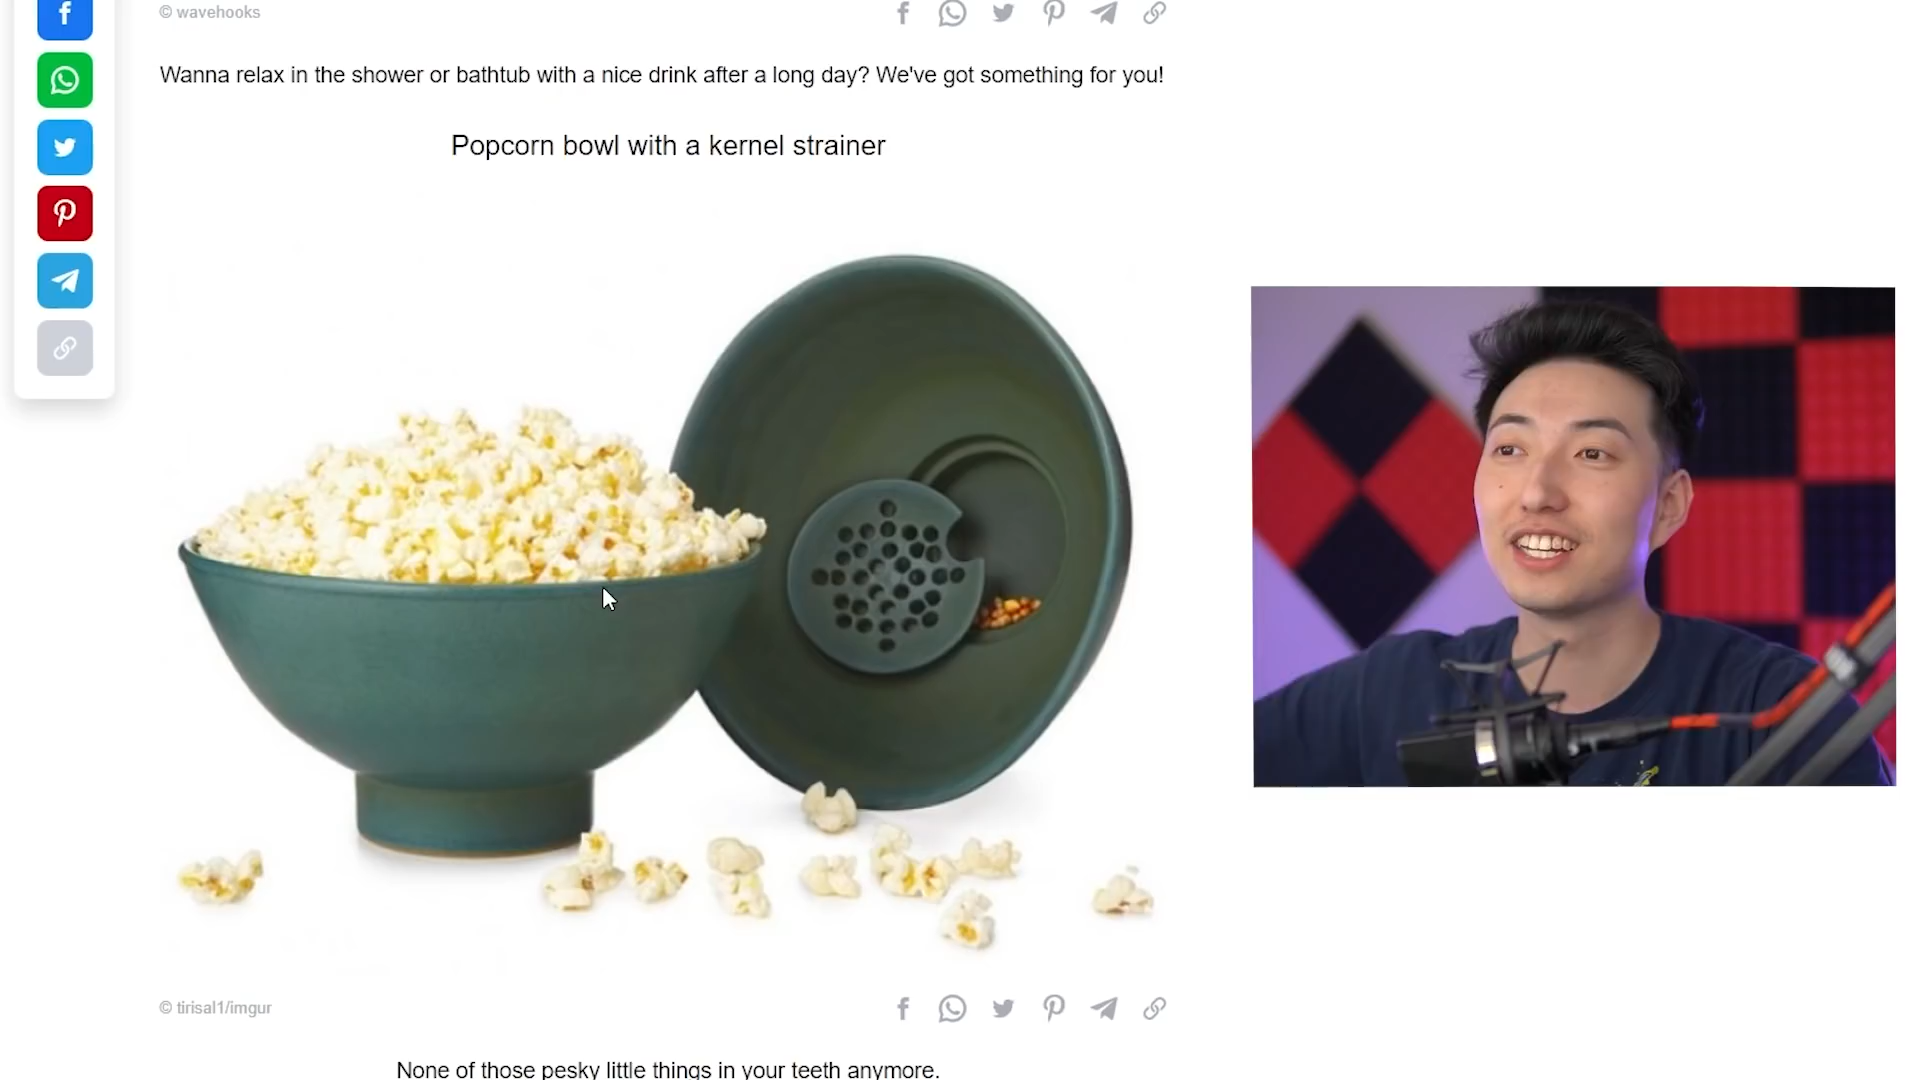 © wavehooks
Wanna relax in the shower or bathtub with a nice drink after a long day? We've got something for you!
Popcorn bowl with a kernel strainer
© tirisal1/imgur
None of those pesky little things in your teeth anymore.